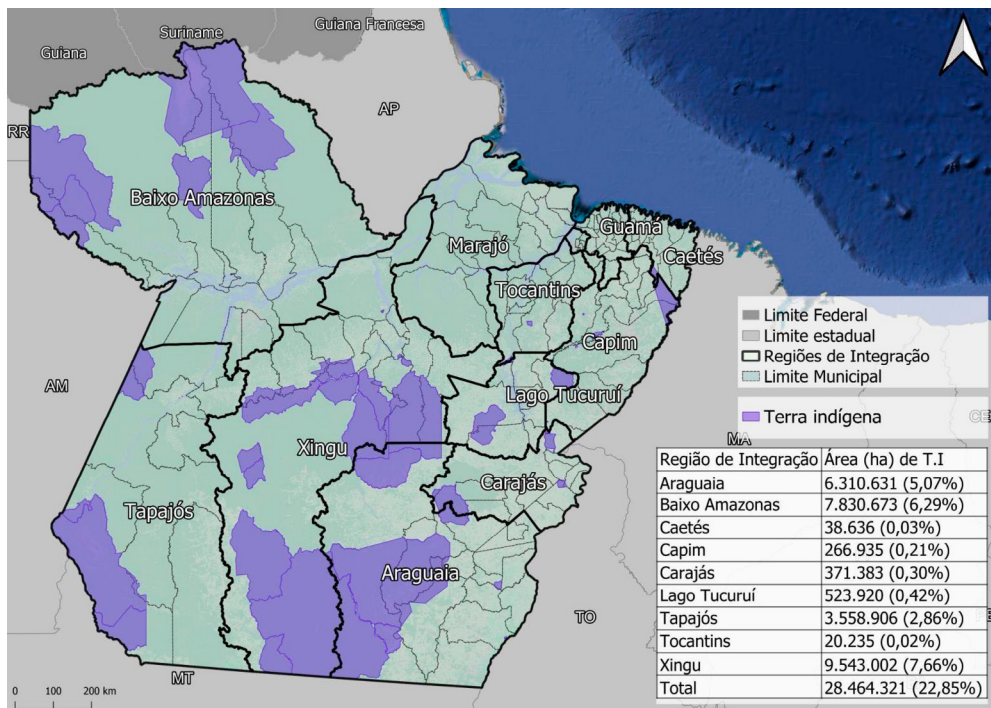 Guiana Francesa
Suriname
Guiana
AP
RR
Baixo Amazonas
Marajó
Guamá
Caetés
Tocantins
Capim
AM
Lago Tucuruí
Xingu
Carajás
Tapajós
Araguaia
TO
MT
MA
CE
Limite Federal
Limite estadual
Regiões de Integração
Limite Municipal
Terra indígena
Região de Integração Área (ha) de T.I
Araguaia 6.310.631 (5,07%)
Baixo Amazonas 7.830.673 (6,29%)
Caetés 38.636 (0,03%)
Capim 266.935 (0,21%)
Carajás 371.383 (0,30%)
Lago Tucuruí 523.920 (0,42%)
Tapajós 3.558.906 (2,86%)
Tocantins 20.235 (0,02%)
Xingu 9.543.002 (7,66%)
Total 28.464.321 (22,85%)
0 100 200 km